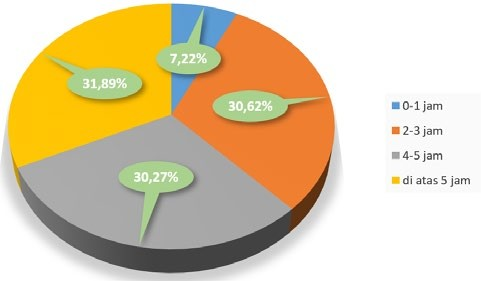 7,22%
31,89%
30,62%
30,27%
0-1 jam
2-3 jam
4-5 jam
di atas 5 jam